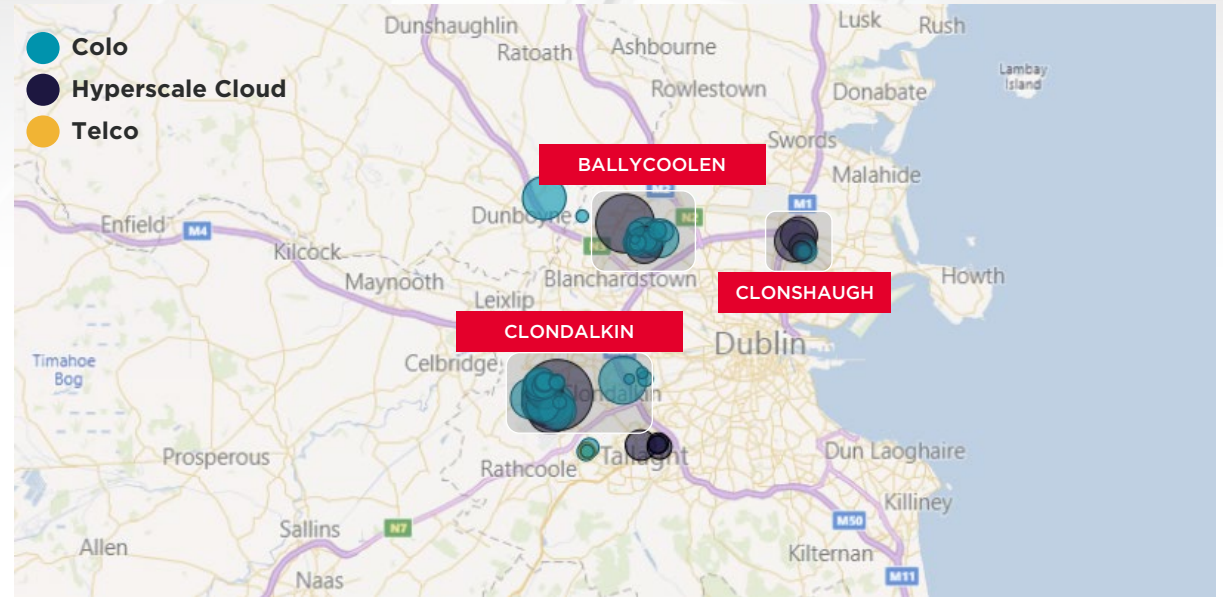 Colo
Hyperscale Cloud
Telco
Dunshaughlin
Ratoath
Ashbourne
Lusk
Rush
Lambay
Island
Rowlestown
Donabate
Swords
BALLYCOOLEN
Malahide
M1
Dunboyne
N2
Enfield
M4
Kilcock
Maynooth
Blanchardstown
Howth
Leixlip
CLONSHAUGH
CLONDALKIN
Dublin
Timahoe
Bog
Celbridge
Clondalkin
Prosperous
Rathcoole
Tallaght
Dun Laoghaire
Killiney
Sallins
N7
M50
Allen
Kilternan
Naas
M11